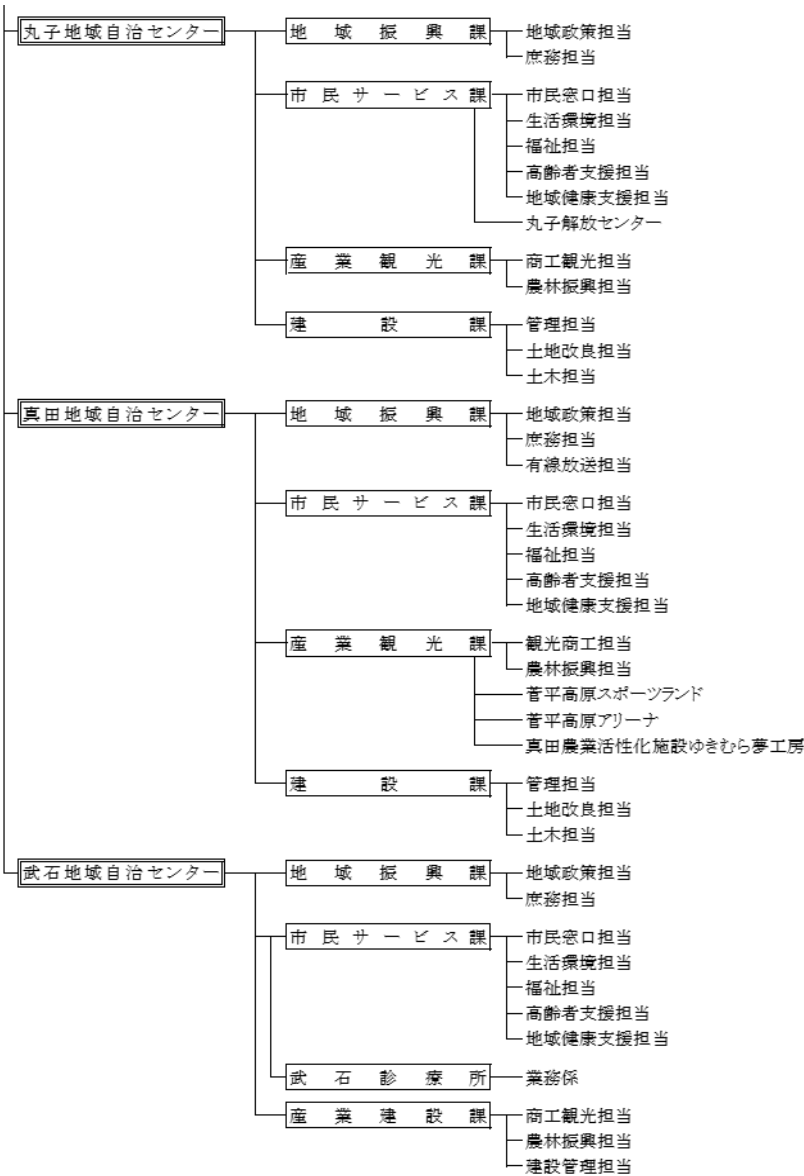 丸子地域自治センター 地域振興課 地域政策担当
庶務担当
市民サービス課 市民窓口担当
生活環境担当
福祉担当
高齢者支援担当
地域健康支援担当
丸子解放センター
産業観光課 商工観光担当
農林振興担当
建設課 管理担当
土地改良担当
土木担当
真田地域自治センター 地域振興課 地域政策担当
庶務担当
有線放送担当
市民サービス課 市民窓口担当
生活環境担当
福祉担当
高齢者支援担当
地域健康支援担当
産業観光課 観光商工担当
農林振興担当
菅平高原スポーツランド
菅平高原アリーナ
真田農業活性化施設ゆきむら夢工房
建設課 管理担当
土地改良担当
土木担当
武石地域自治センター 地域振興課 地域政策担当
庶務担当
市民サービス課 市民窓口担当
生活環境担当
福祉担当
高齢者支援担当
地域健康支援担当
武石診療所 業務係
産業建設課 商工観光担当
農林振興担当
建設管理担当